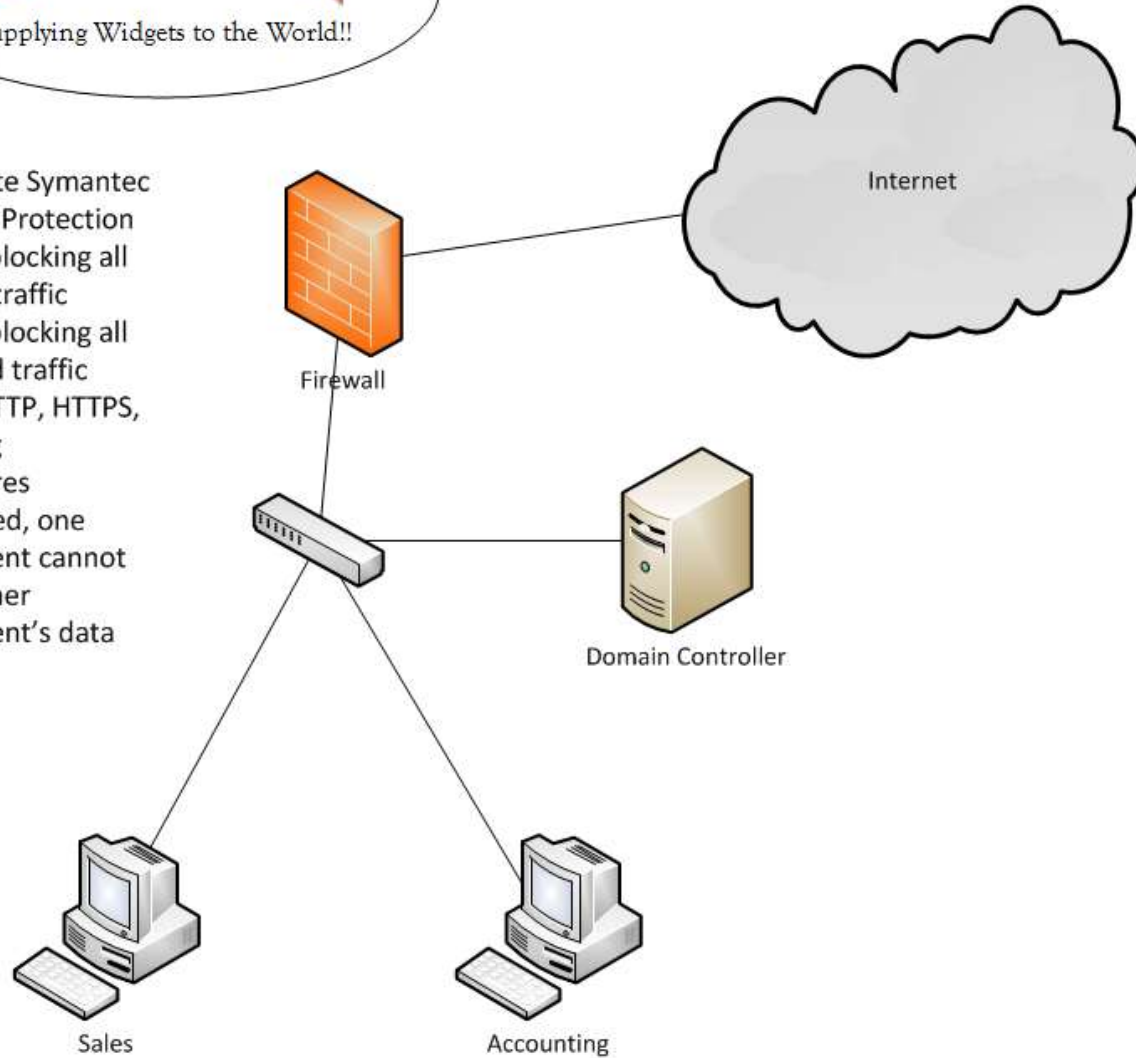 upplying Widgets to the World!!
te Symantec
Protection
locking all
traffic
locking all
traffic
TTP, HTTPS,
res
ed, one
ent cannot
her
ent's data
Internet
Firewall
Domain Controller
Sales
Accounting